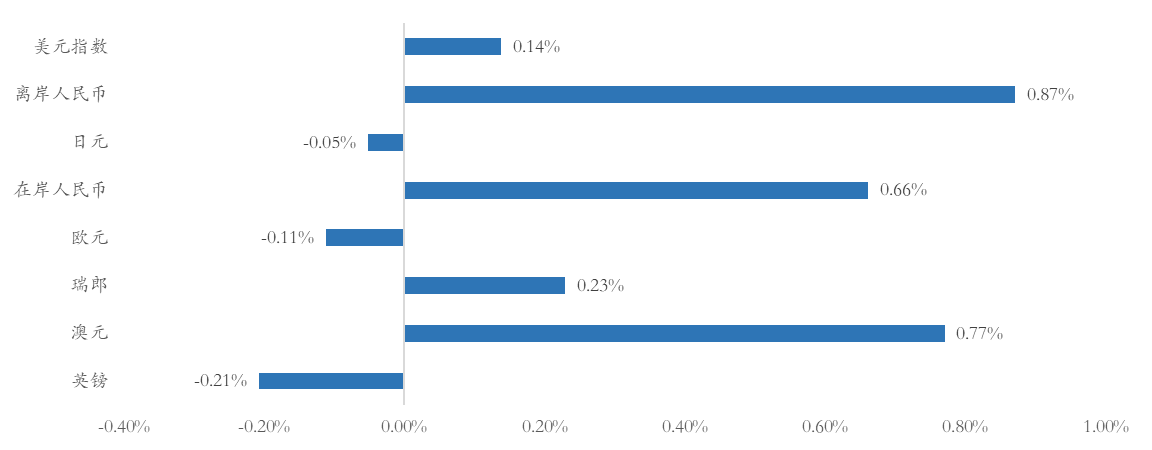 美元指数 0.14%
离岸人民币 0.87%
日元 -0.05%
在岸人民币 0.66%
欧元 -0.11%
瑞郎 0.23%
澳元 0.77%
英镑 -0.21%
-0.40% -0.20% 0.00% 0.20% 0.40% 0.60% 0.80% 1.00%